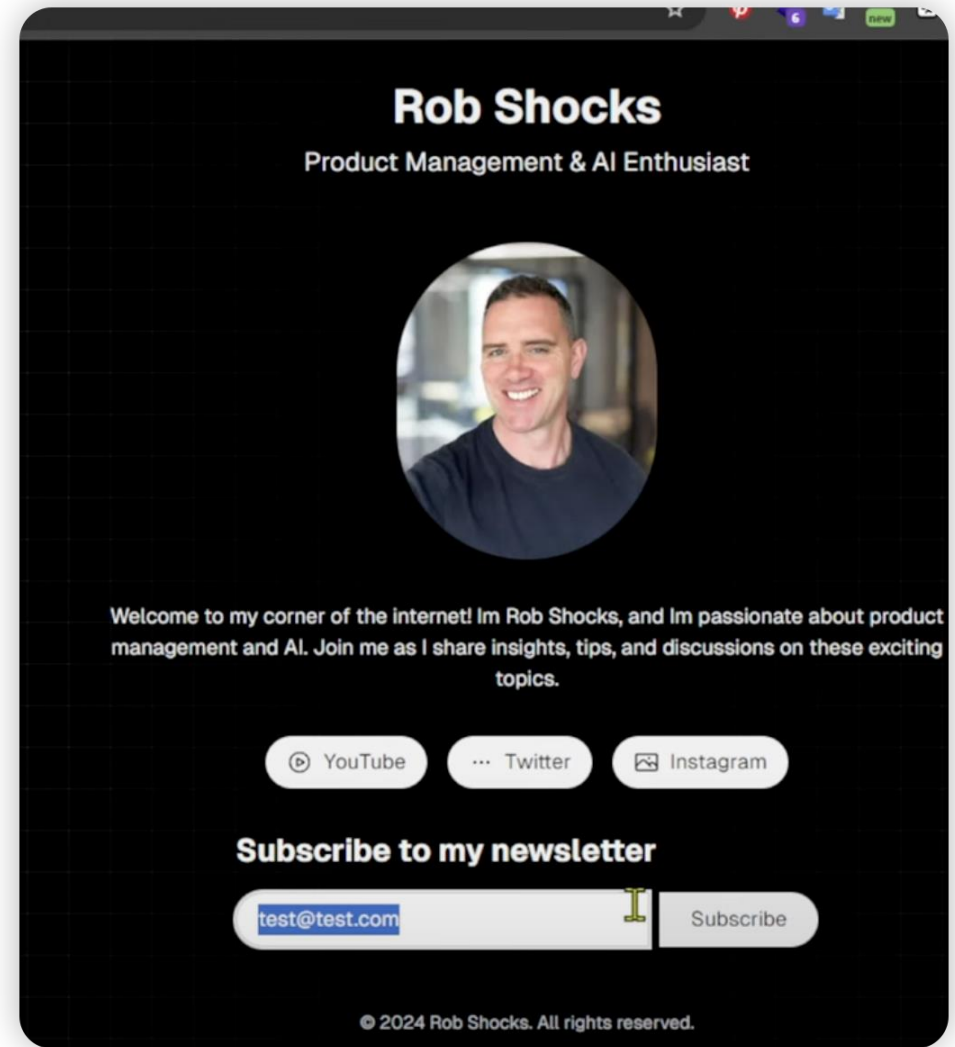 6
new
Rob Shocks
Product Management & AI Enthusiast
Welcome to my corner of the internet! Im Rob Shocks, and Im passionate about product
management and AI. Join me as I share insights, tips, and discussions on these exciting
topics.
YouTube
Twitter
Instagram
Subscribe to my newsletter
test@test.com
Subscribe
© 2024 Rob Shocks. All rights reserved.